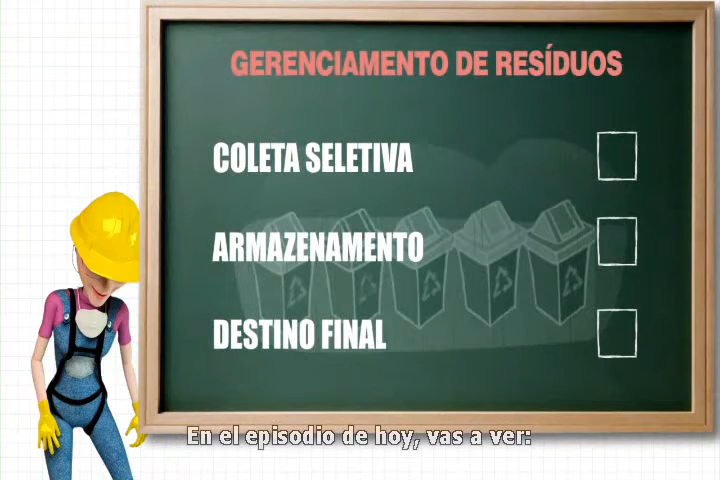 GERENCIAMENTO DE RESÍDUOS
COLETA SELETIVA
ARMAZENAMENTO
DESTINO FINAL
En el episodio de hoy, vas a ver: